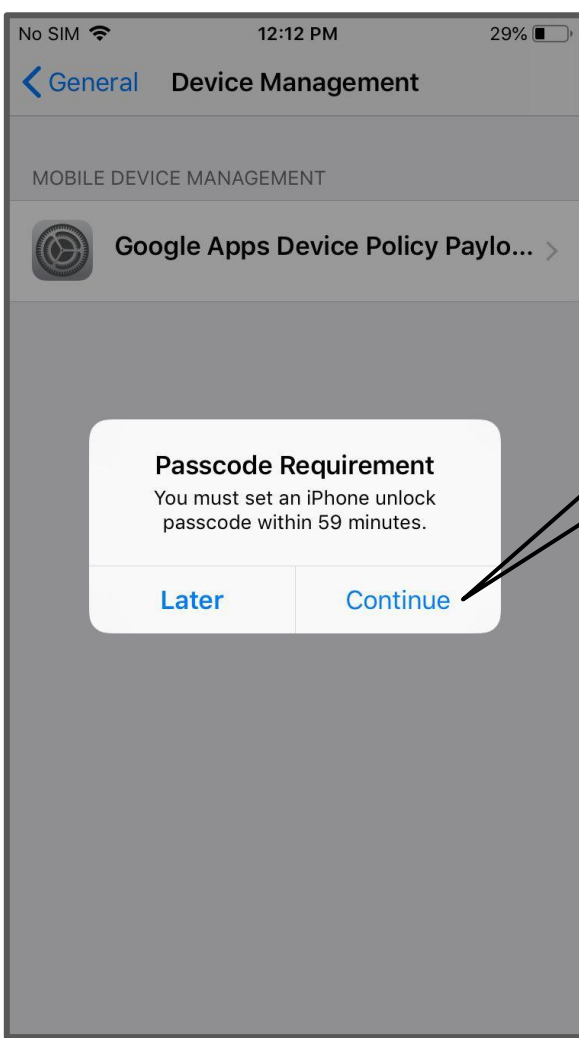 No SIM 12:12 PM 29%
General Device Management
MOBILE DEVICE MANAGEMENT
Google Apps Device Policy Paylo...
Passcode Requirement
You must set an iPhone unlock
passcode within 59 minutes.
Later Continue